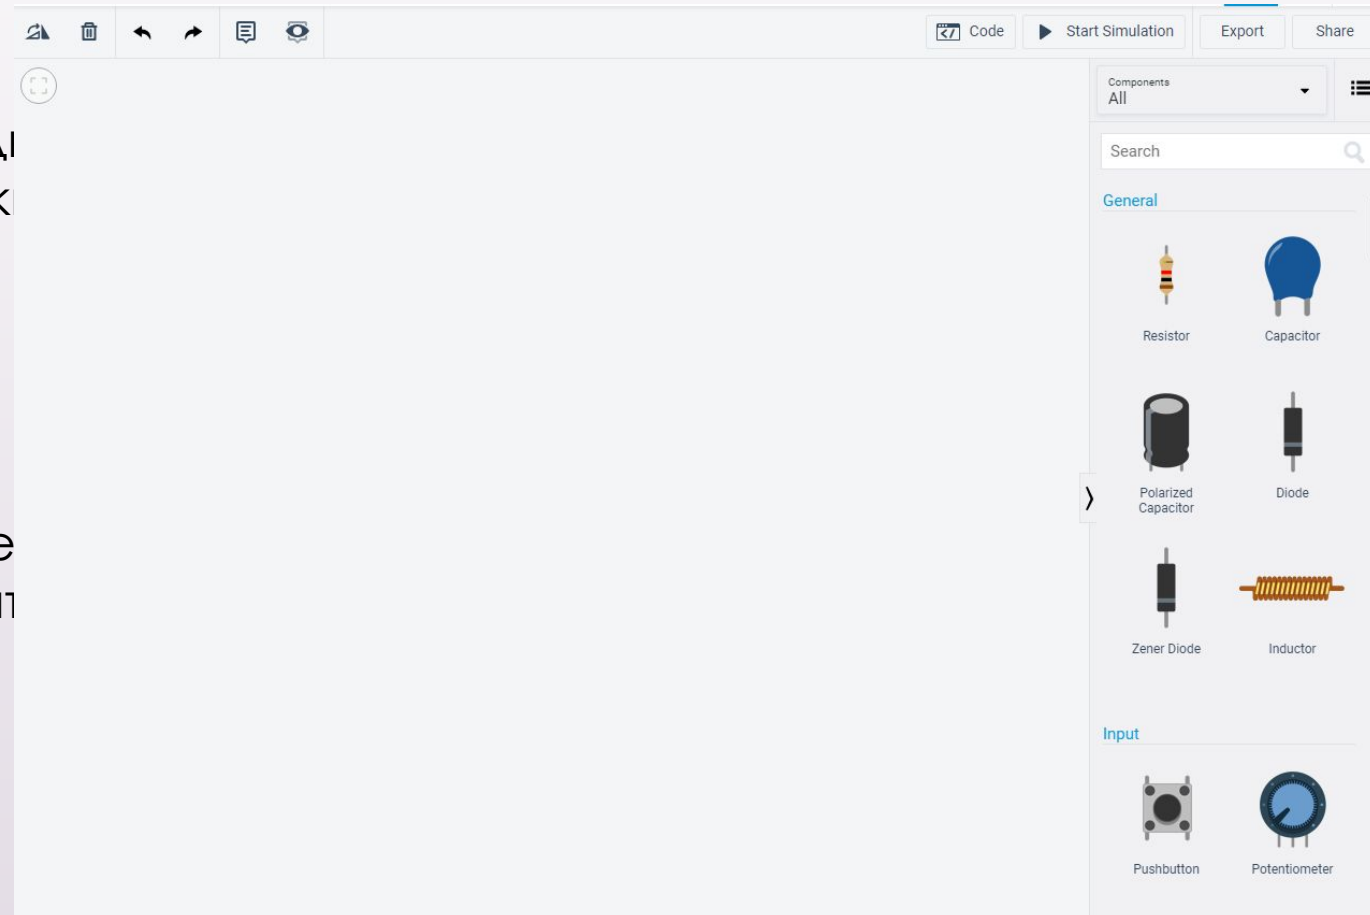 Code
Start Simulation
Export
Share
Components
All
Search
General
Resistor
Capacitor
Polarized
Capacitor
Diode
Zener Diode
Inductor
Input
Pushbutton
Potentiometer